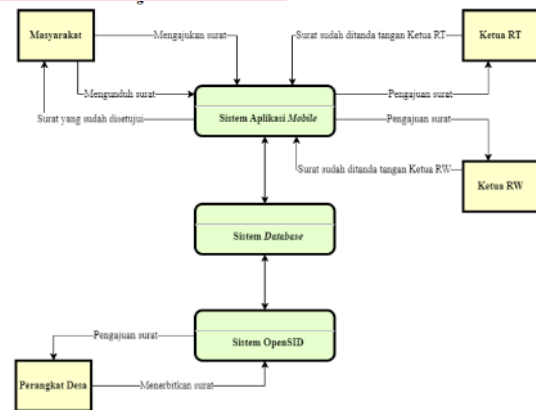 Masyarakat
Mengajukan surat
Surat sudah ditanda tangan Ketua RT
Ketua RT
Mengunduh surat
Pengajuan surat
Surat yang sudah disetujui
Sistem Aplikasi Mobile
Pengajuan surat
Surat sudah ditanda tangan Ketua RW
Ketua RW
Sistem Database
Pengajuan surat
Sistem OpenSID
Perangkat Desa
Menerbitkan surat